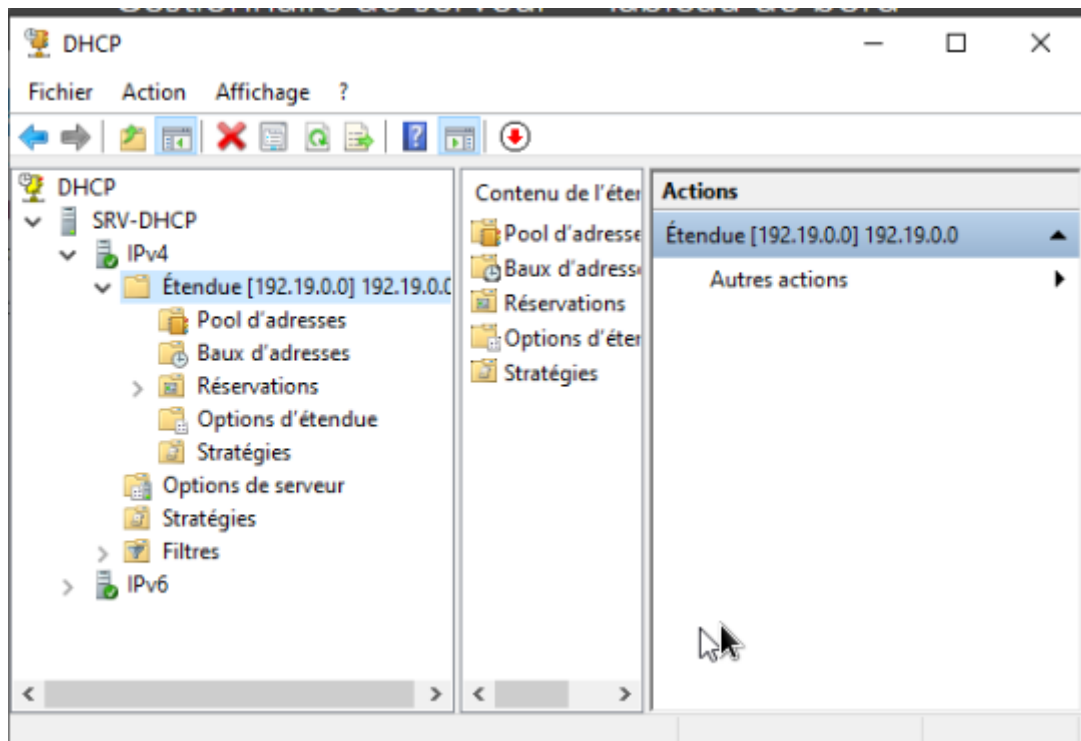 DHCP
Fichier Action Affichage ?
DHCP
SRV-DHCP
IPv4
Étendue [192.19.0.0] 192.19.0.0
Pool d'adresses
Baux d'adresses
Réservations
Options d'étendue
Stratégies
Options de serveur
Stratégies
Filtres
IPv6
Contenu de l'éter
Pool d'adresse
Baux d'adress
Réservations
Options d'éter
Stratégies
Actions
Étendue [192.19.0.0] 192.19.0.0
Autres actions